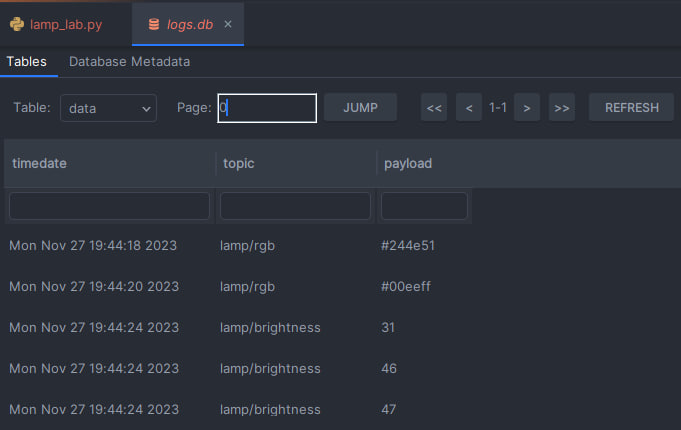 lamp_lab.py logs.db ×
Tables Database Metadata
Table: data Page: 0 JUMP << < 1-1 > >> REFRESH
timedate topic payload
Mon Nov 27 19:44:18 2023 lamp/rgb #244e51
Mon Nov 27 19:44:20 2023 lamp/rgb #00eeff
Mon Nov 27 19:44:24 2023 lamp/brightness 31
Mon Nov 27 19:44:24 2023 lamp/brightness 46
Mon Nov 27 19:44:24 2023 lamp/brightness 47